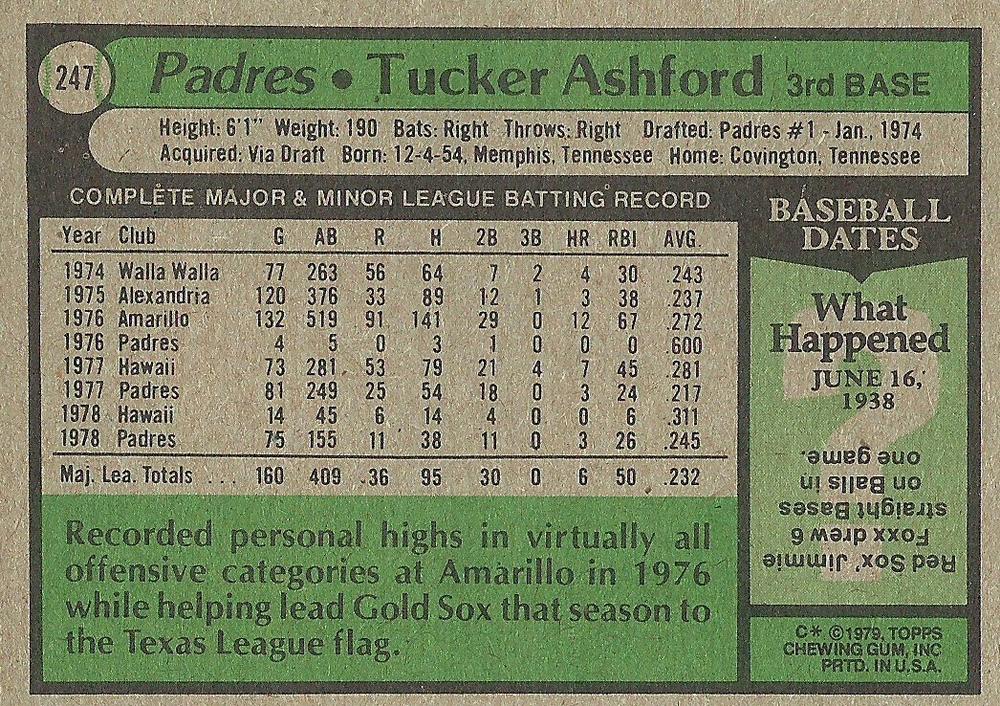 247
Padres • Tucker Ashford 3rd BASE
Height: 6'1" Weight: 190 Bats: Right Throws: Right Drafted: Padres #1 - Jan., 1974
Acquired: Via Draft Born: 12-4-54, Memphis, Tennessee Home: Covington, Tennessee
COMPLETE MAJOR & MINOR LEAGUE BATTING RECORD
Year Club G AB R H 2B 3B HR RBI AVG.
1974 Walla Walla 77 263 56 64 7 2 4 30 .243
1975 Alexandria 120 376 33 89 12 1 3 38 .237
1976 Amarillo 132 519 91 141 29 0 12 67 .272
1976 Padres 4 5 0 3 1 0 0 0 .600
1977 Hawaii 73 281 53 79 21 4 7 45 .281
1977 Padres 81 249 25 54 18 0 3 24 .217
1978 Hawaii 14 45 6 14 4 0 0 6 .311
1978 Padres 75 155 11 38 11 0 3 26 .245
Maj. Lea. Totals ... 160 409 36 95 30 0 6 50 .232
Recorded personal highs in virtually all
offensive categories at Amarillo in 1976
while helping lead Gold Sox that season to
the Texas League flag.
BASEBALL
DATES
What
Happened
JUNE 16,
1938
?
Red Sox' Jimmie
Foxx drew 6
straight Bases
on Balls in
one game.
C* ©1979, TOPPS
CHEWING GUM, INC
PRTD. IN U.S.A.